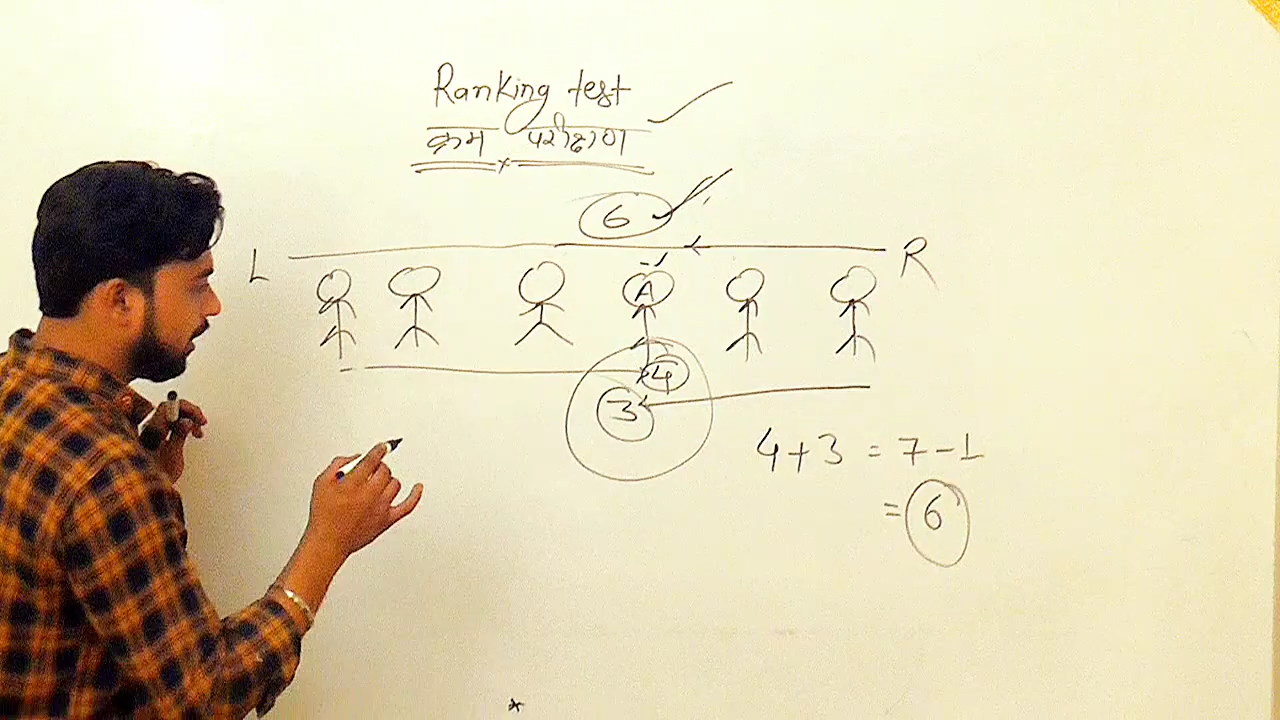 Ranking test
क्रम परीक्षण
6
L R
A
4
3
4+3 = 7-1
= 6